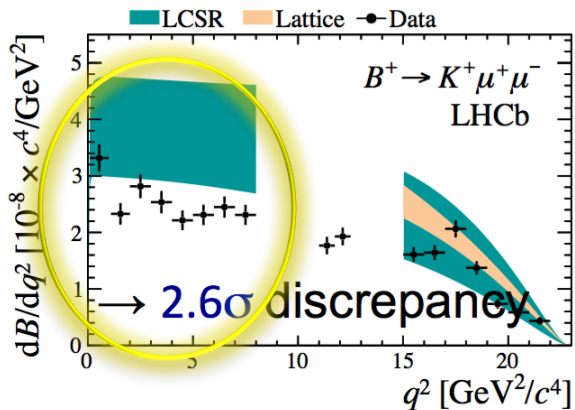 LCSR Lattice Data
B⁺→ K⁺μ⁺μ⁻
LHCb
dB/dq² [10⁻⁸ × c⁴/GeV²]
5
4
3
2
1
0
→ 2.6σ discrepancy
0 5 10 15 20
q² [GeV²/c⁴]